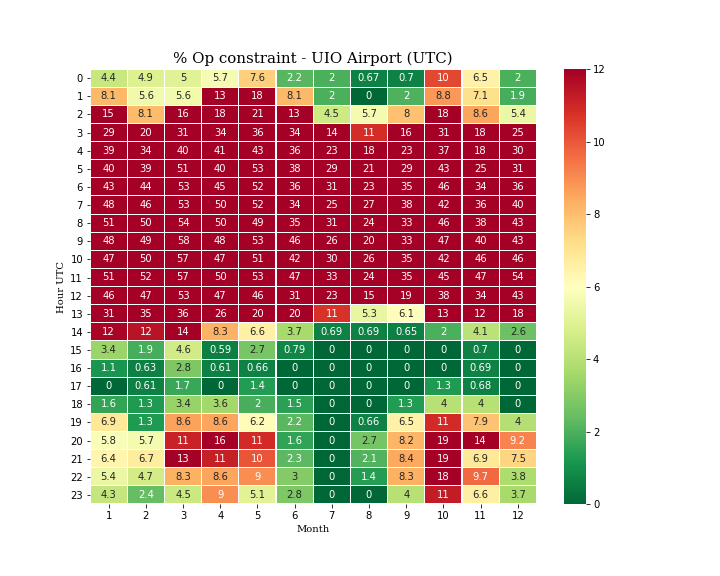 % Op constraint - UIO Airport (UTC)
0 4.4 4.9 5 5.7 7.6 2.2 2 0.67 0.7 10 6.5 2
1 8.1 5.6 5.6 13 18 8.1 2 0 2 8.8 7.1 1.9
2 15 8.1 16 18 21 13 4.5 5.7 8 18 8.6 5.4
3 29 20 31 34 36 34 14 11 16 31 18 25
4 39 34 40 41 43 36 23 18 23 37 18 30
5 40 39 51 40 53 38 29 21 29 43 25 31
6 43 44 53 45 52 36 31 23 35 46 34 36
7 48 46 53 50 52 34 25 27 38 42 36 40
8 51 50 54 50 49 35 31 24 33 46 38 43
9 48 49 58 48 53 46 26 20 33 47 40 43
10 47 50 57 47 51 42 30 26 35 42 46 46
11 51 52 57 50 53 47 33 24 35 45 47 54
12 46 47 53 47 46 31 23 15 19 38 34 43
13 31 35 36 26 20 20 11 5.3 6.1 13 12 18
14 12 12 14 8.3 6.6 3.7 0.69 0.69 0.65 2 4.1 2.6
15 3.4 1.9 4.6 0.59 2.7 0.79 0 0 0 0 0.7 0
16 1.1 0.63 2.8 0.61 0.66 0 0 0 0 0 0.69 0
17 0 0.61 1.7 0 1.4 0 0 0 0 1.3 0.68 0
18 1.6 1.3 3.4 3.6 2 1.5 0 0 1.3 4 4 0
19 6.9 1.3 8.6 8.6 6.2 2.2 0 0.66 6.5 11 7.9 4
20 5.8 5.7 11 16 11 1.6 0 2.7 8.2 19 14 9.2
21 6.4 6.7 13 11 10 2.3 0 2.1 8.4 19 6.9 7.5
22 5.4 4.7 8.3 8.6 9 3 0 1.4 8.3 18 9.7 3.8
23 4.3 2.4 4.5 9 5.1 2.8 0 0 4 11 6.6 3.7
1 2 3 4 5 6 7 8 9 10 11 12
Month
Hour UTC
12
10
8
6
4
2
0